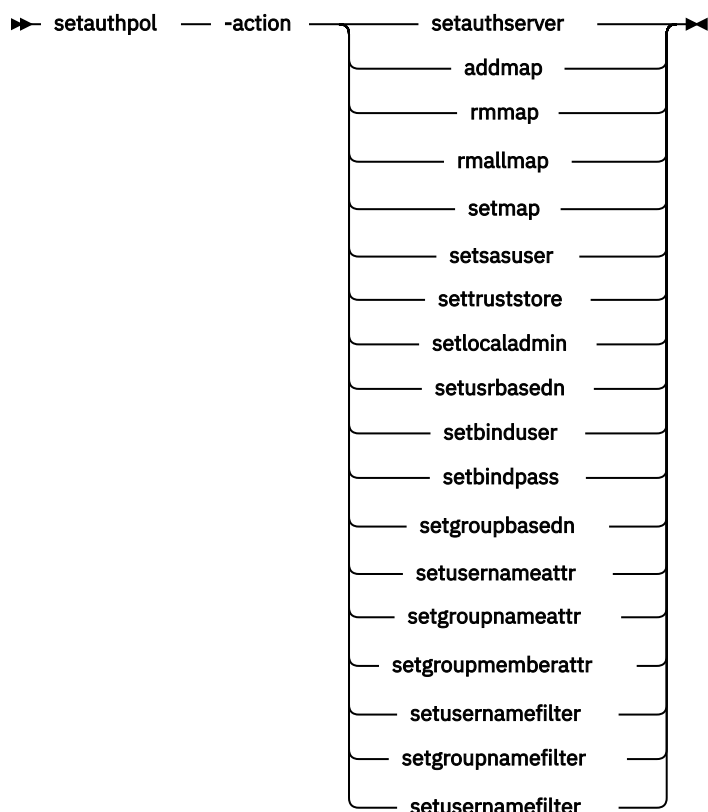 setauthpol -action setauthserver
addmap
rmmap
rmallmap
setmap
setsasuser
settruststore
setlocaladmin
setusrbasedn
setbinduser
setbindpass
setgroupbasedn
setusernameattr
setgroupnameattr
setgroupmemberattr
setusernamefilter
setgroupnamefilter
setusernamefilter